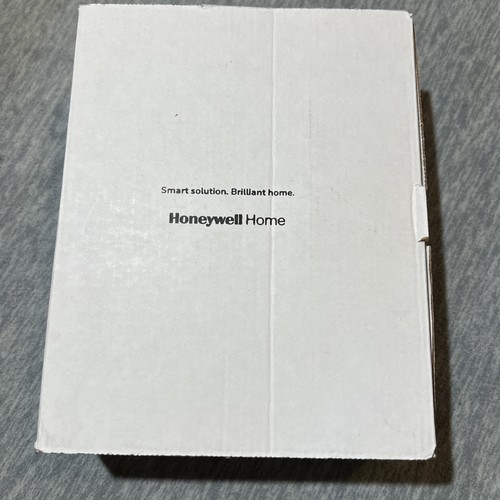 Smart solution. Brilliant home.
Honeywell Home